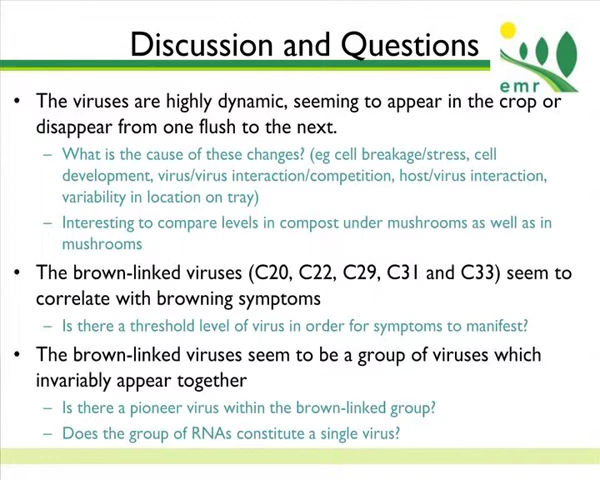 Discussion and Questions
emr
• The viruses are highly dynamic, seeming to appear in the crop or
disappear from one flush to the next.
– What is the cause of these changes? (eg cell breakage/stress, cell
development, virus/virus interaction/competition, host/virus interaction,
variability in location on tray)
– Interesting to compare levels in compost under mushrooms as well as in
mushrooms
• The brown-linked viruses (C20, C22, C29, C31 and C33) seem to
correlate with browning symptoms
– Is there a threshold level of virus in order for symptoms to manifest?
• The brown-linked viruses seem to be a group of viruses which
invariably appear together
– Is there a pioneer virus within the brown-linked group?
– Does the group of RNAs constitute a single virus?